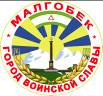 МАЛГОБЕК
ГОРОД ВОИНСКОЙ СЛАВЫ